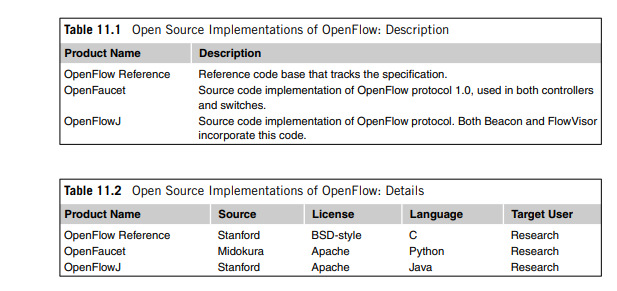 Table 11.1 Open Source Implementations of OpenFlow: Description
Product Name Description
OpenFlow Reference Reference code base that tracks the specification.
OpenFaucet Source code implementation of OpenFlow protocol 1.0, used in both controllers
and switches.
OpenFlowJ Source code implementation of OpenFlow protocol. Both Beacon and FlowVisor
incorporate this code.
Table 11.2 Open Source Implementations of OpenFlow: Details
Product Name Source License Language Target User
OpenFlow Reference Stanford BSD-style C Research
OpenFaucet Midokura Apache Python Research
OpenFlowJ Stanford Apache Java Research